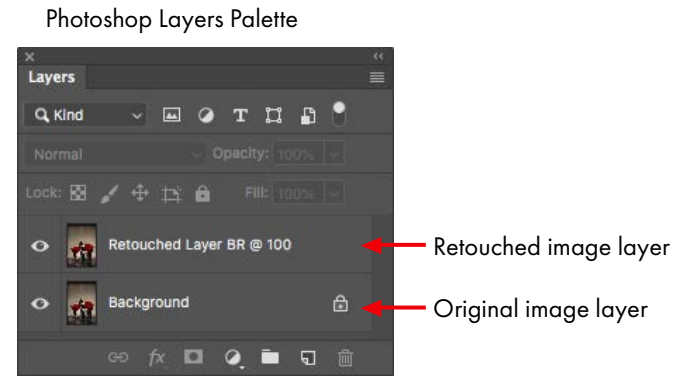 Photoshop Layers Palette
Layers
Kind
Normal Opacity: 100%
Lock: Fill: 100%
Retouched Layer BR @ 100
Retouched image layer
Background
Original image layer
fx